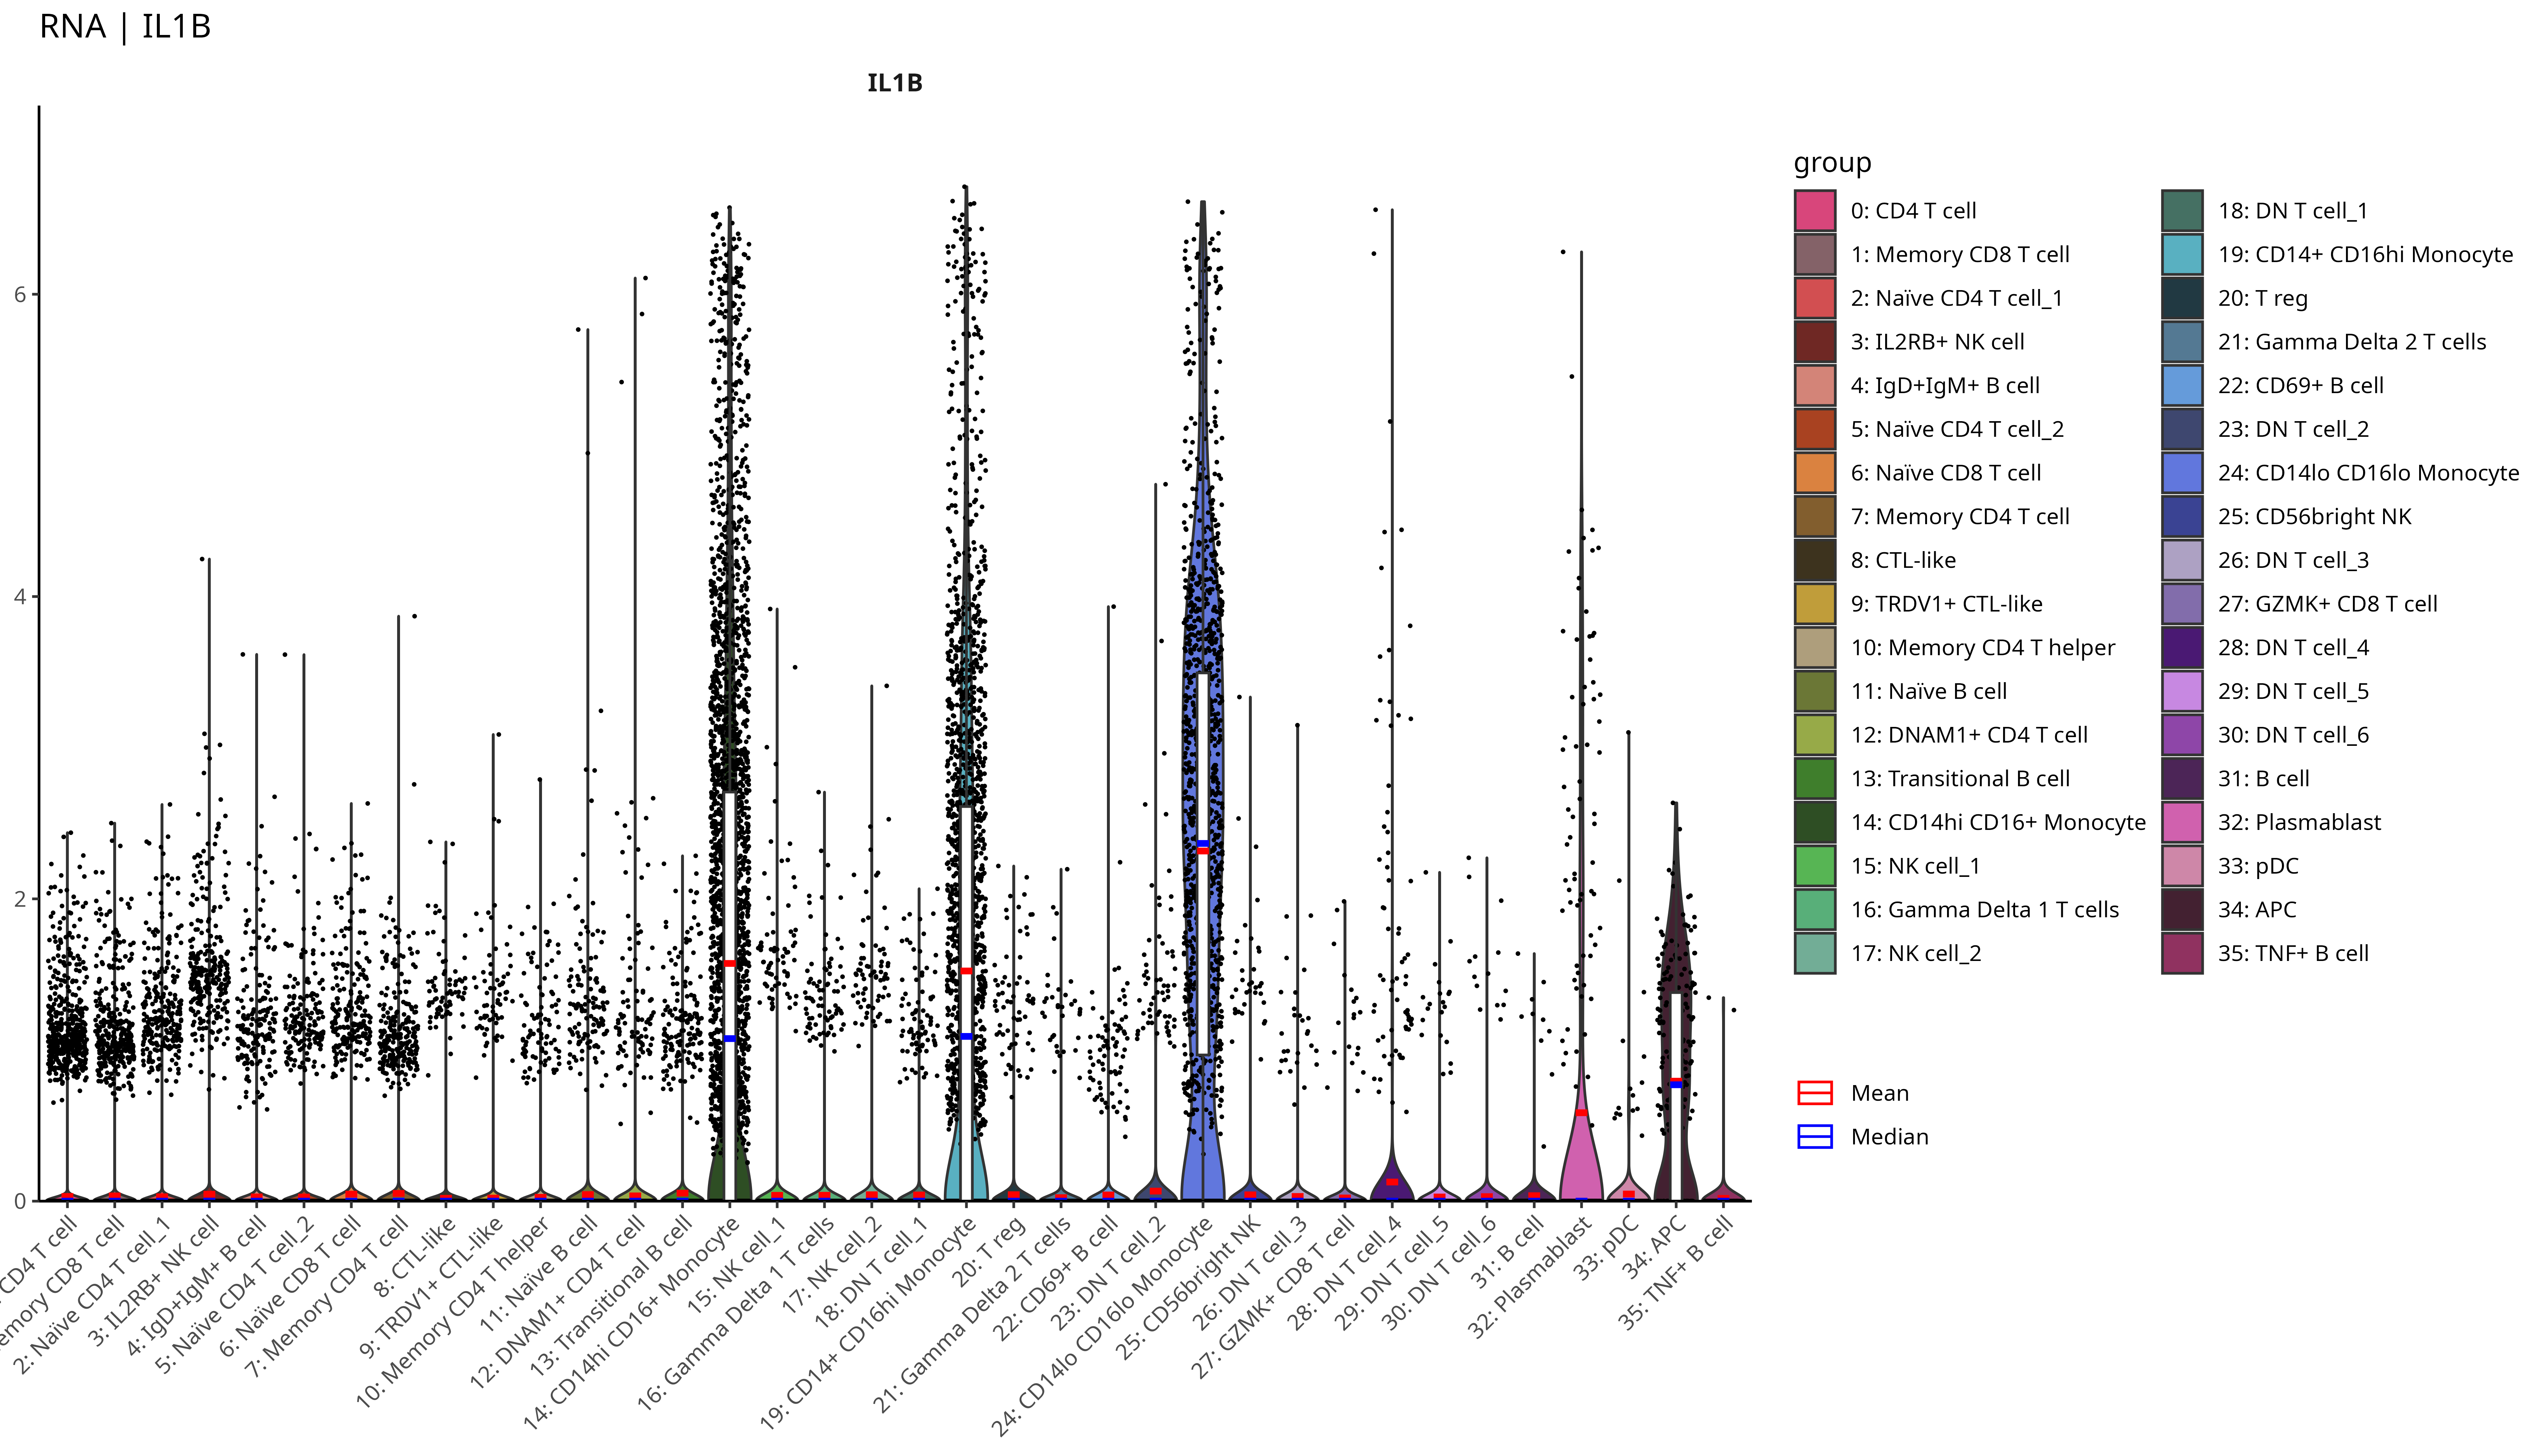 RNA | IL1B
IL1B
6
4
2
0
CD4 T cell
emory CD8 T cell
2: Naïve CD4 T cell_1
3: IL2RB+ NK cell
4: IgD+IgM+ B cell
5: Naïve CD4 T cell_2
6: Naïve CD8 T cell
7: Memory CD4 T cell
8: CTL-like
9: TRDV1+ CTL-like
10: Memory CD4 T helper
11: Naïve B cell
12: DNAM1+ CD4 T cell
13: Transitional B cell
14: CD14hi CD16+ Monocyte
15: NK cell_1
16: Gamma Delta 1 T cells
17: NK cell_2
18: DN T cell_1
19: CD14+ CD16hi Monocyte
20: T reg
21: Gamma Delta 2 T cells
22: CD69+ B cell
23: DN T cell_2
24: CD14lo CD16lo Monocyte
25: CD56bright NK
26: DN T cell_3
27: GZMK+ CD8 T cell
28: DN T cell_4
29: DN T cell_5
30: DN T cell_6
31: B cell
32: Plasmablast
33: pDC
34: APC
35: TNF+ B cell
group
0: CD4 T cell
1: Memory CD8 T cell
2: Naïve CD4 T cell_1
3: IL2RB+ NK cell
4: IgD+IgM+ B cell
5: Naïve CD4 T cell_2
6: Naïve CD8 T cell
7: Memory CD4 T cell
8: CTL-like
9: TRDV1+ CTL-like
10: Memory CD4 T helper
11: Naïve B cell
12: DNAM1+ CD4 T cell
13: Transitional B cell
14: CD14hi CD16+ Monocyte
15: NK cell_1
16: Gamma Delta 1 T cells
17: NK cell_2
18: DN T cell_1
19: CD14+ CD16hi Monocyte
20: T reg
21: Gamma Delta 2 T cells
22: CD69+ B cell
23: DN T cell_2
24: CD14lo CD16lo Monocyte
25: CD56bright NK
26: DN T cell_3
27: GZMK+ CD8 T cell
28: DN T cell_4
29: DN T cell_5
30: DN T cell_6
31: B cell
32: Plasmablast
33: pDC
34: APC
35: TNF+ B cell
Mean
Median